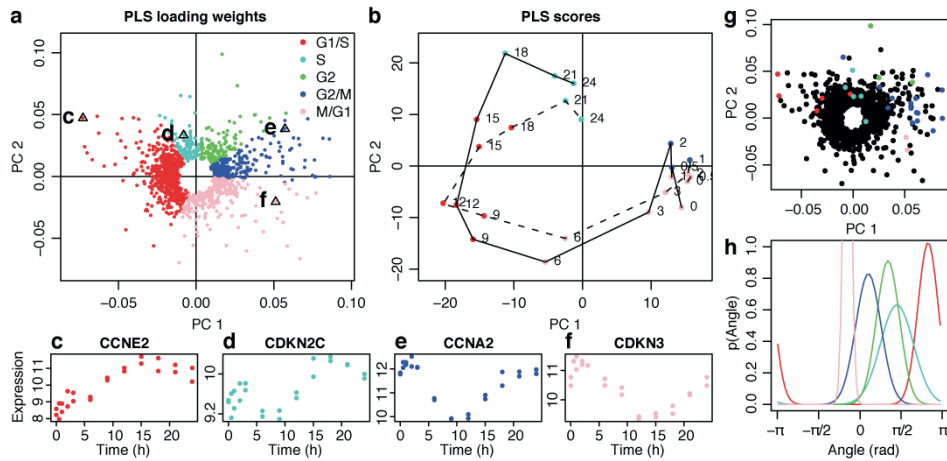 a PLS loading weights
PC 2
0.10
0.05
0.00
−0.05
−0.05 0.00 0.05 0.10
PC 1
G1/S
S
G2
G2/M
M/G1
c
d
e
f
b PLS scores
20
10
0
−10
−20
−20 −10 0 10
PC 1
18
21
24
21
24
15
18
15
12
12
9
9
6
6
3
3
2
1
0
g
PC 2
0.10
0.05
0.00
−0.05
−0.05 0.00 0.05
PC 1
h
p(Angle)
1.0
0.8
0.6
0.4
0.2
0.0
−π −π/2 0 π/2 π
Angle (rad)
c CCNE2
Expression
8 9 10 11
0 5 10 20
Time (h)
d CDKN2C
9.2 10
0 5 10 20
Time (h)
e CCNA2
10 11 12
0 5 10 20
Time (h)
f CDKN3
10 11
0 5 10 20
Time (h)